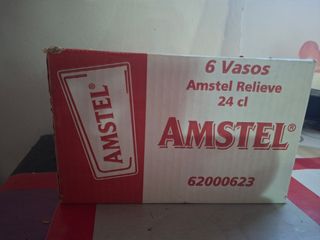 AMSTEL®
6 Vasos
Amstel Relieve
24 cl
AMSTEL®
62000623